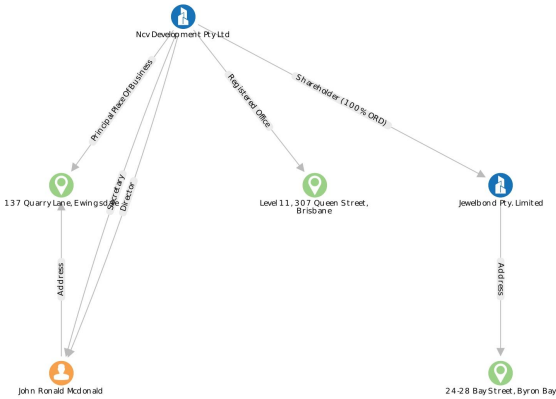 Ncv Development Pty Ltd
Principal Place Of Business
Secretary
Director
Registered Office
Shareholder (100% ORD)
137 Quarry Lane, Ewingsdale
Level 11, 307 Queen Street,
Brisbane
Jewelbond Pty. Limited
Address
Address
John Ronald Mcdonald
24-28 Bay Street, Byron Bay